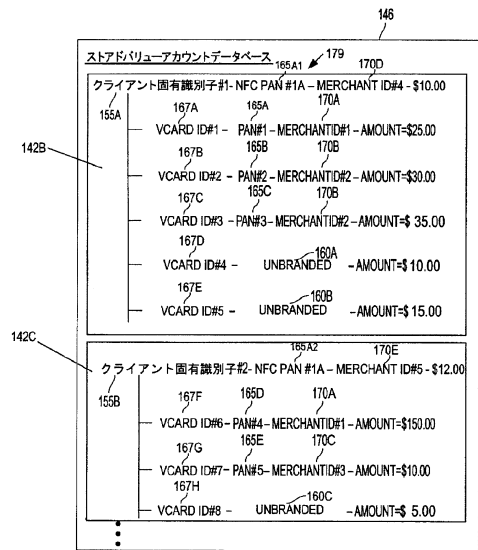 146
ストアドバリューアカウントデータベース
179
165A1
170D
クライアント固有識別子#1- NFC PAN #1A – MERCHANT ID#4 - $10.00
155A
167A
165A
170A
VCARD ID#1 – PAN#1–MERCHANTID#1 –AMOUNT=$25.00
142B
167B
165B
170B
VCARD ID#2 – PAN#2–MERCHANTID#2 –AMOUNT=$30.00
167C
165C
170B
VCARD ID#3 –PAN#3–MERCHANTID#2–AMOUNT=$ 35.00
167D
160A
VCARD ID#4 – UNBRANDED –AMOUNT=$ 10.00
167E
160B
VCARD ID#5 – UNBRANDED –AMOUNT=$ 15.00
142C
165A2
170E
クライアント固有識別子#2- NFC PAN #1A – MERCHANT ID#5 - $12.00
155B
167F
165D
170A
VCARD ID#6–PAN#4–MERCHANTID#1 –AMOUNT=$150.00
167G
165E
170C
VCARD ID#7–PAN#5–MERCHANTID#3 –AMOUNT=$10.00
167H
160C
VCARD ID#8 – UNBRANDED –AMOUNT=$ 5.00